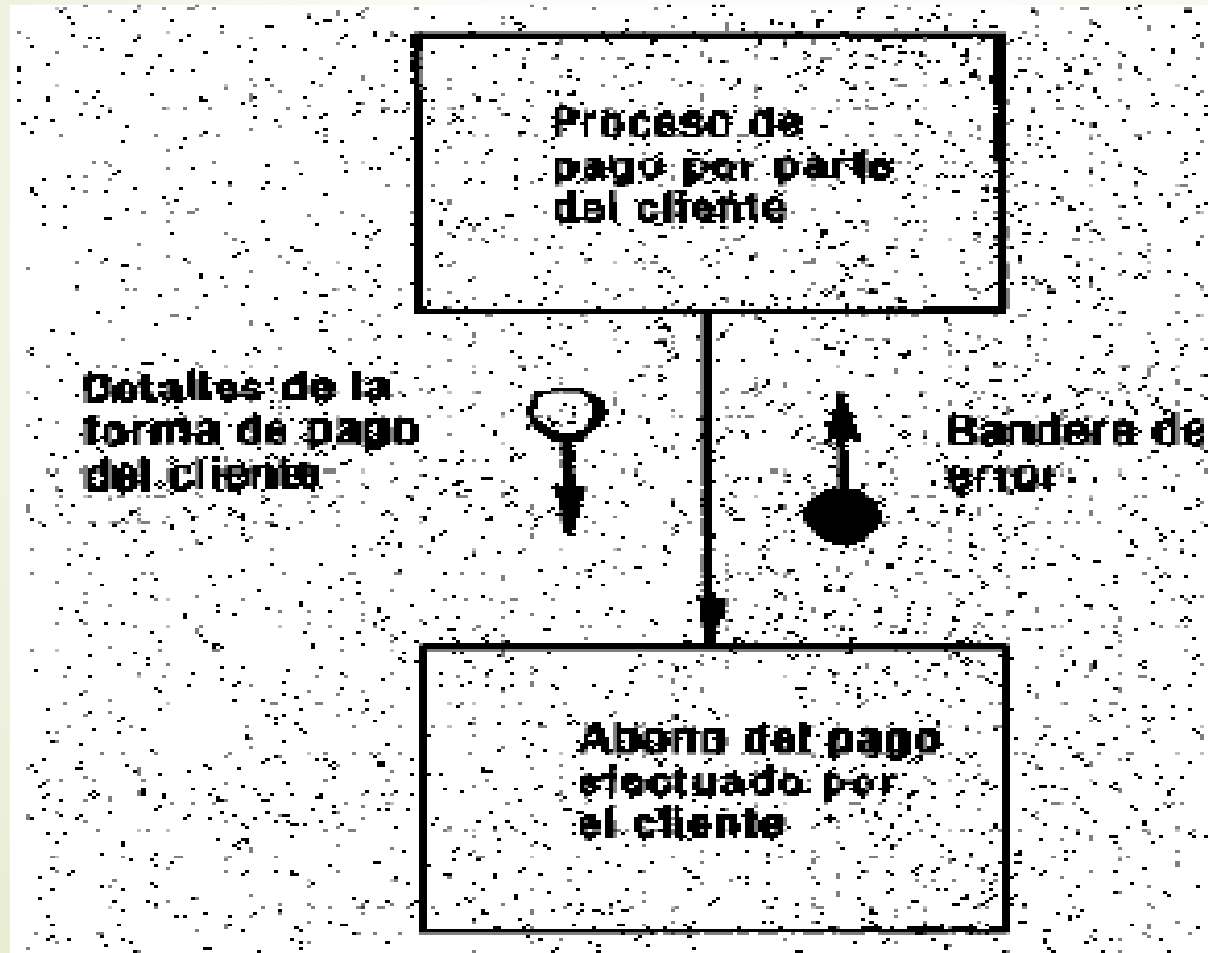 Proceso de
pago por parte
del cliente
Detalles de la
forma de pago
del cliente
Bandera de
error
Abono del pago
efectuado por
el cliente